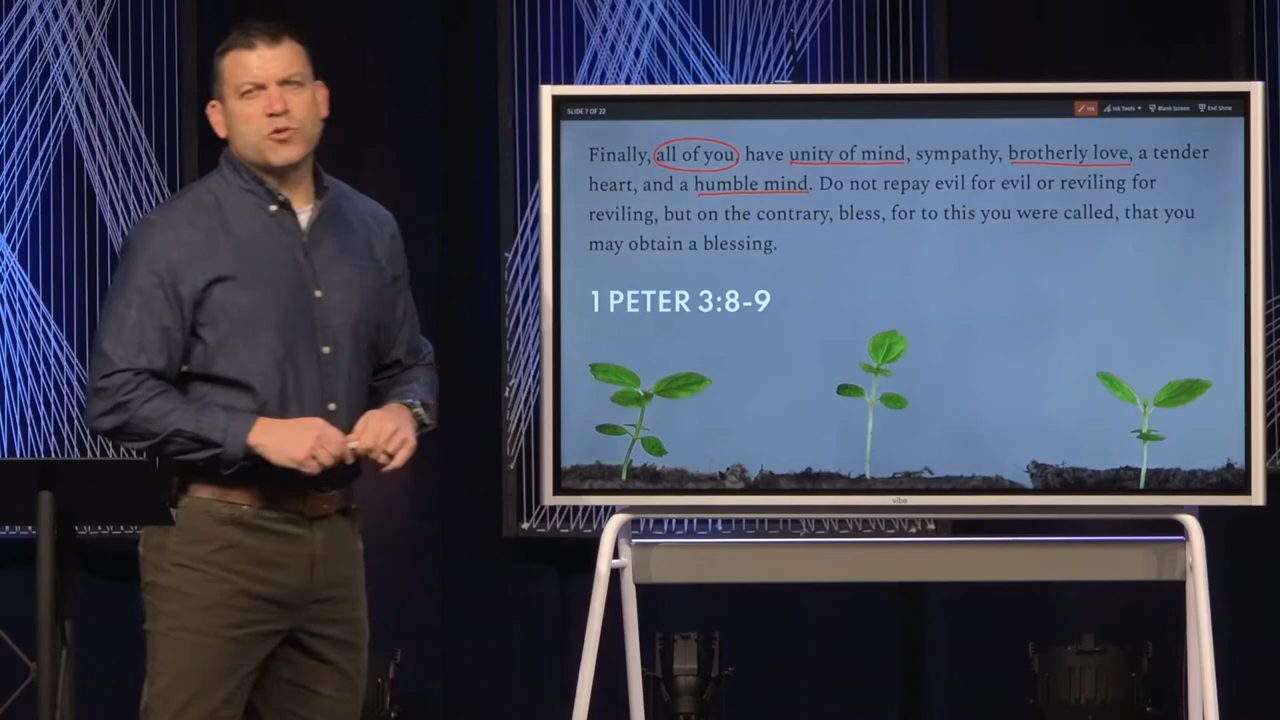 SLIDE 7 OF 22
Ink
Ink Tools
Blank Screen
End Show
Finally, all of you, have unity of mind, sympathy, brotherly love, a tender
heart, and a humble mind. Do not repay evil for evil or reviling for
reviling, but on the contrary, bless, for to this you were called, that you
may obtain a blessing.
1 PETER 3:8-9
vibe